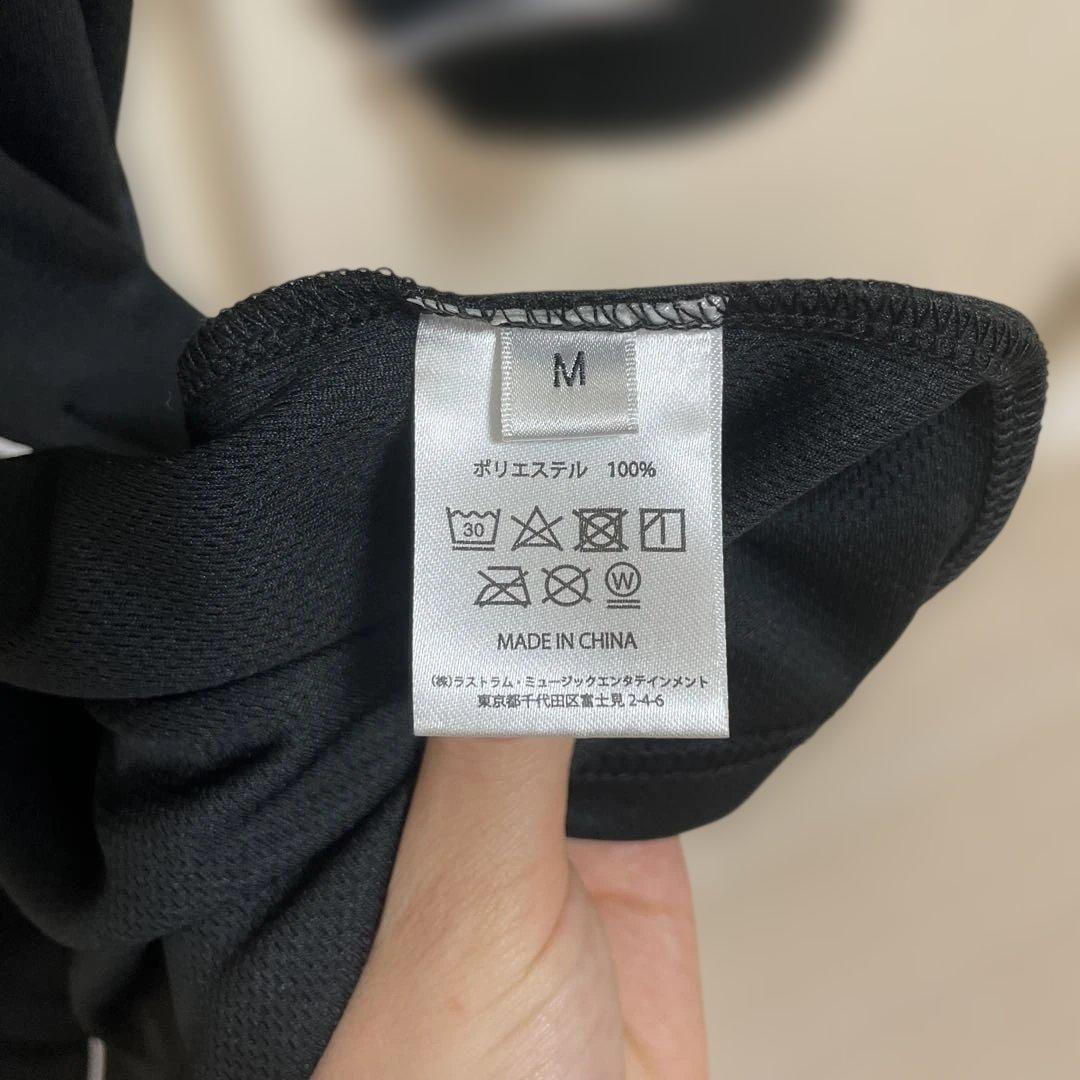 M
ポリエステル 100%
30
W
MADE IN CHINA
(株)ラストラム・ミュージックエンタテインメント
東京都千代田区富士見 2-4-6